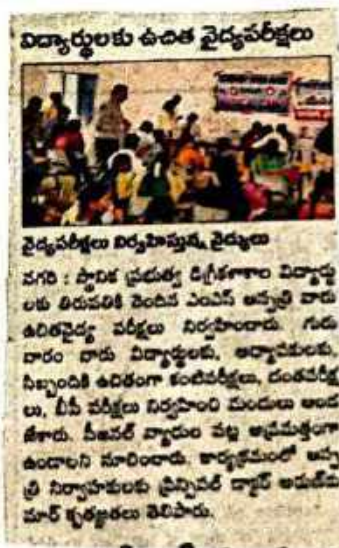 విద్యార్థులకు ఉచిత వైద్యపరీక్షలు
వైద్యపరీక్షలు నిర్వహిస్తున్న వైద్యులు
నగరి : స్థానిక ప్రభుత్వ డిగ్రీకళాశాల విద్యార్థు
లకు తిరుపతికి చెందిన ఎంఎస్ ఆస్పత్రి వారు
ఉచితవైద్య పరీక్షలు నిర్వహించారు. గురు
వారం వారు విద్యార్థులకు, అధ్యాపకులకు,
సిబ్బందికి ఉచితంగా కంటిపరీక్షలు, దంతపరీక్ష
లు, బీపీ పరీక్షలు నిర్వహించి మందులు అంద
జేశారు. సీజనల్ వ్యాధుల పట్ల అప్రమత్తంగా
ఉండాలని సూచించారు. కార్యక్రమంలో ఆస్ప
త్రి నిర్వాహకులకు ప్రిన్సిపల్ డాక్టర్ అరుణ్‌కు
మార్ కృతజ్ఞతలు తెలిపారు.